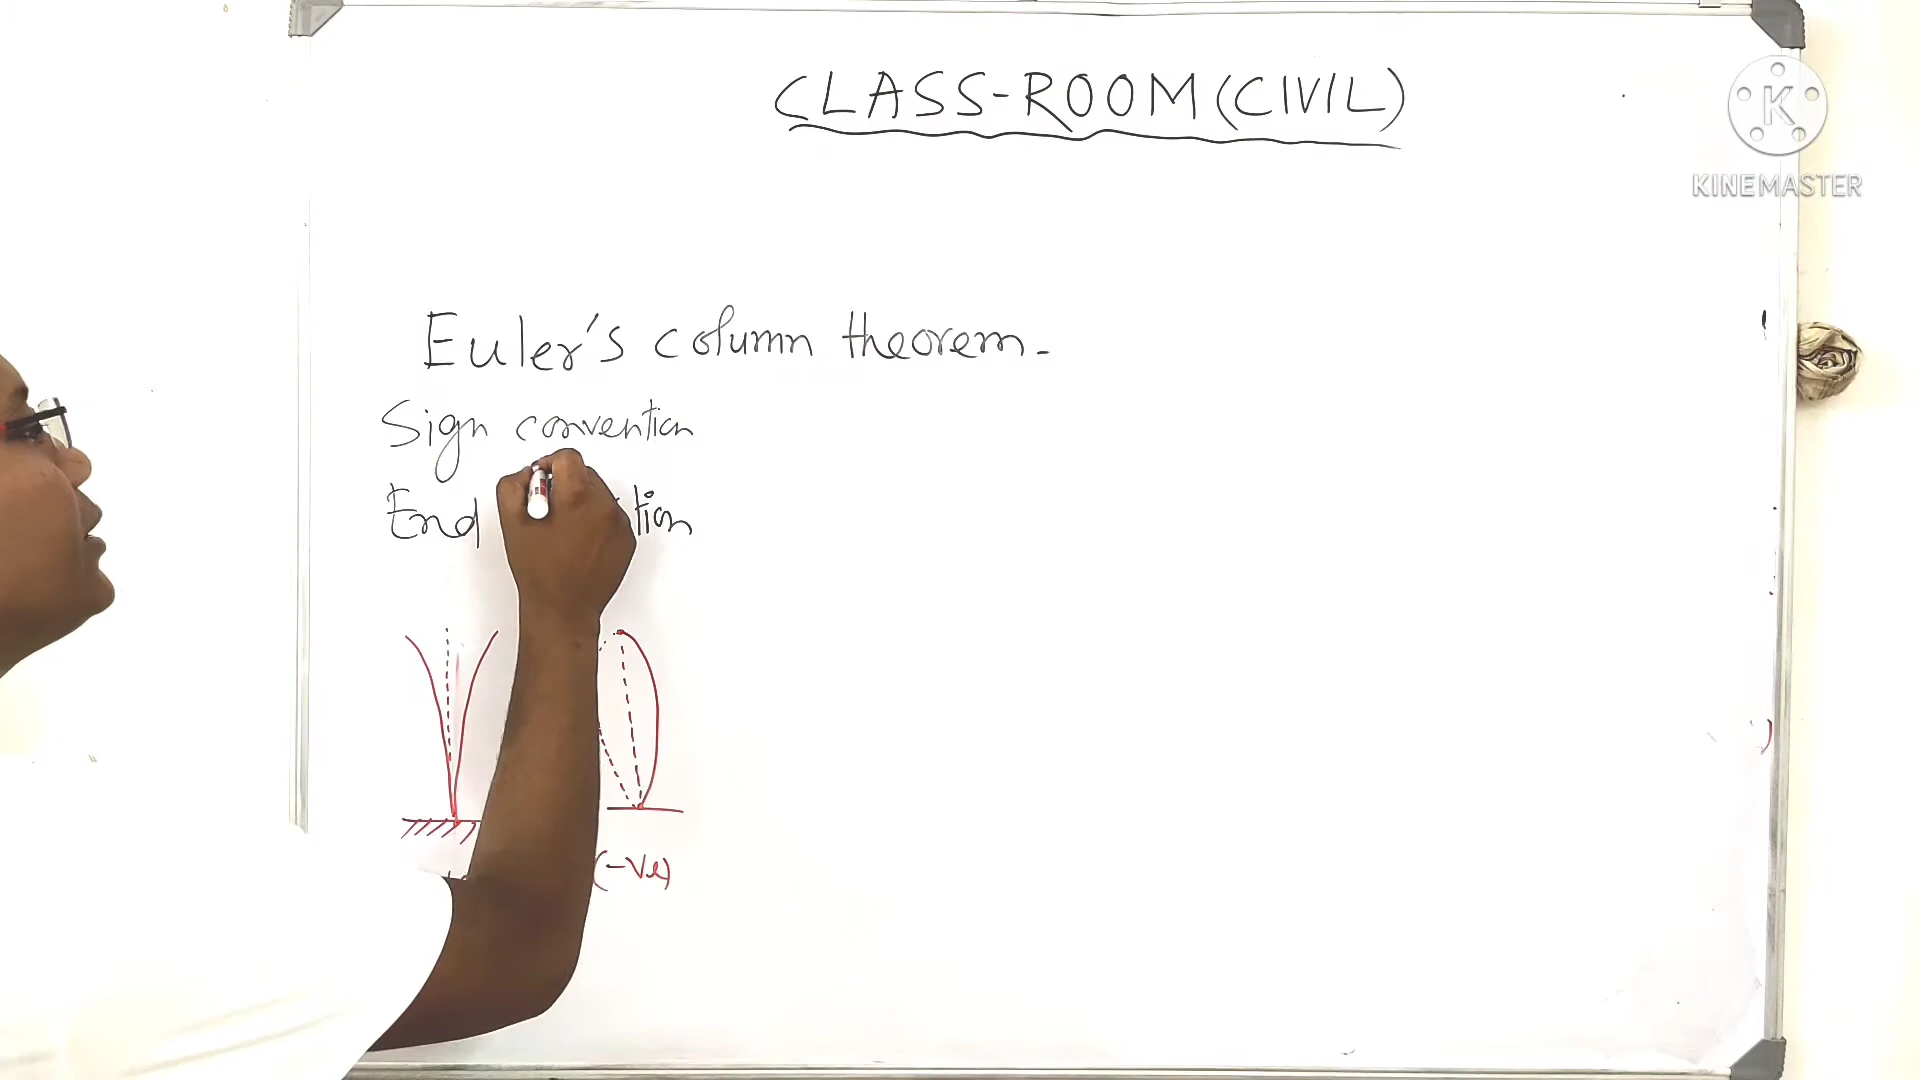 CLASS-ROOM (CIVIL)
K
KINEMASTER
Euler's column theorem.
Sign convention
End
(-Ve)